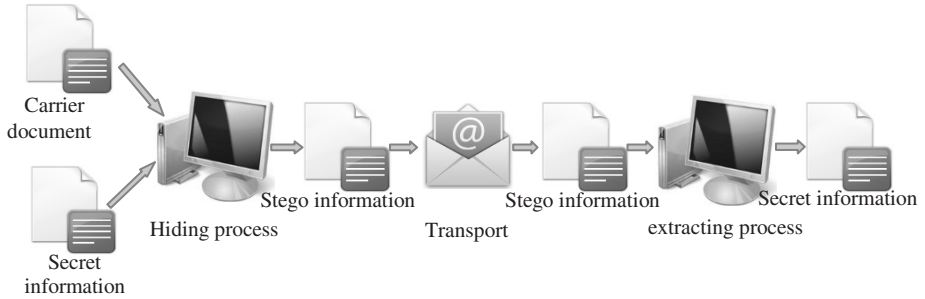 Carrier
document
Secret
information
Hiding process
Stego information
@
Transport
Stego information
extracting process
Secret information